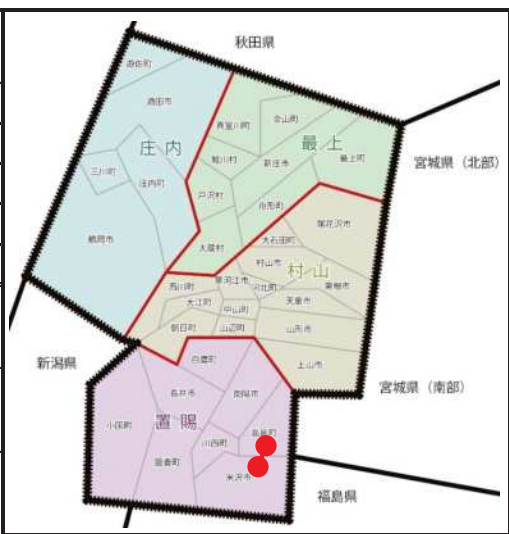 秋田県
遊佐町
酒田市
真室川町
金山町
庄内
最上
鮭川村
新庄市
最上町
宮城県（北部）
三川町
庄内町
戸沢村
舟形町
鶴岡市
大蔵村
大石田町
尾花沢市
村山市
村山
西川町
寒河江市
河北町
東根市
大江町
中山町
天童市
朝日町
山辺町
山形市
新潟県
白鷹町
上山市
宮城県（南部）
長井市
南陽市
小国町
置賜
高畠町
川西町
飯豊町
米沢市
福島県